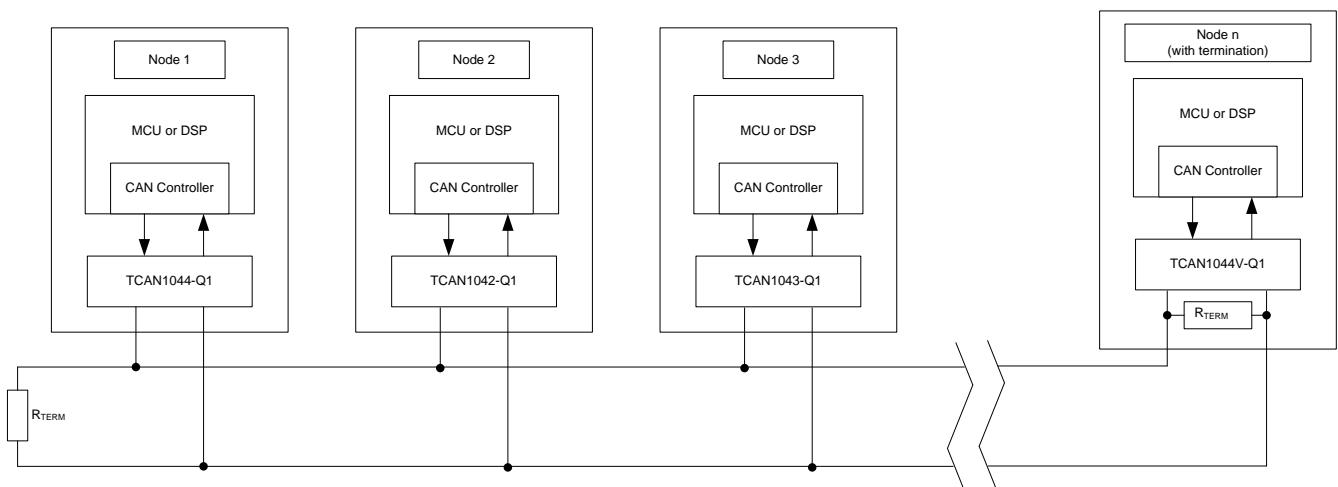 Node 1
MCU or DSP
CAN Controller
TCAN1044-Q1
Node 2
MCU or DSP
CAN Controller
TCAN1042-Q1
Node 3
MCU or DSP
CAN Controller
TCAN1043-Q1
Node n
(with termination)
MCU or DSP
CAN Controller
TCAN1044V-Q1
RTERM
RTERM